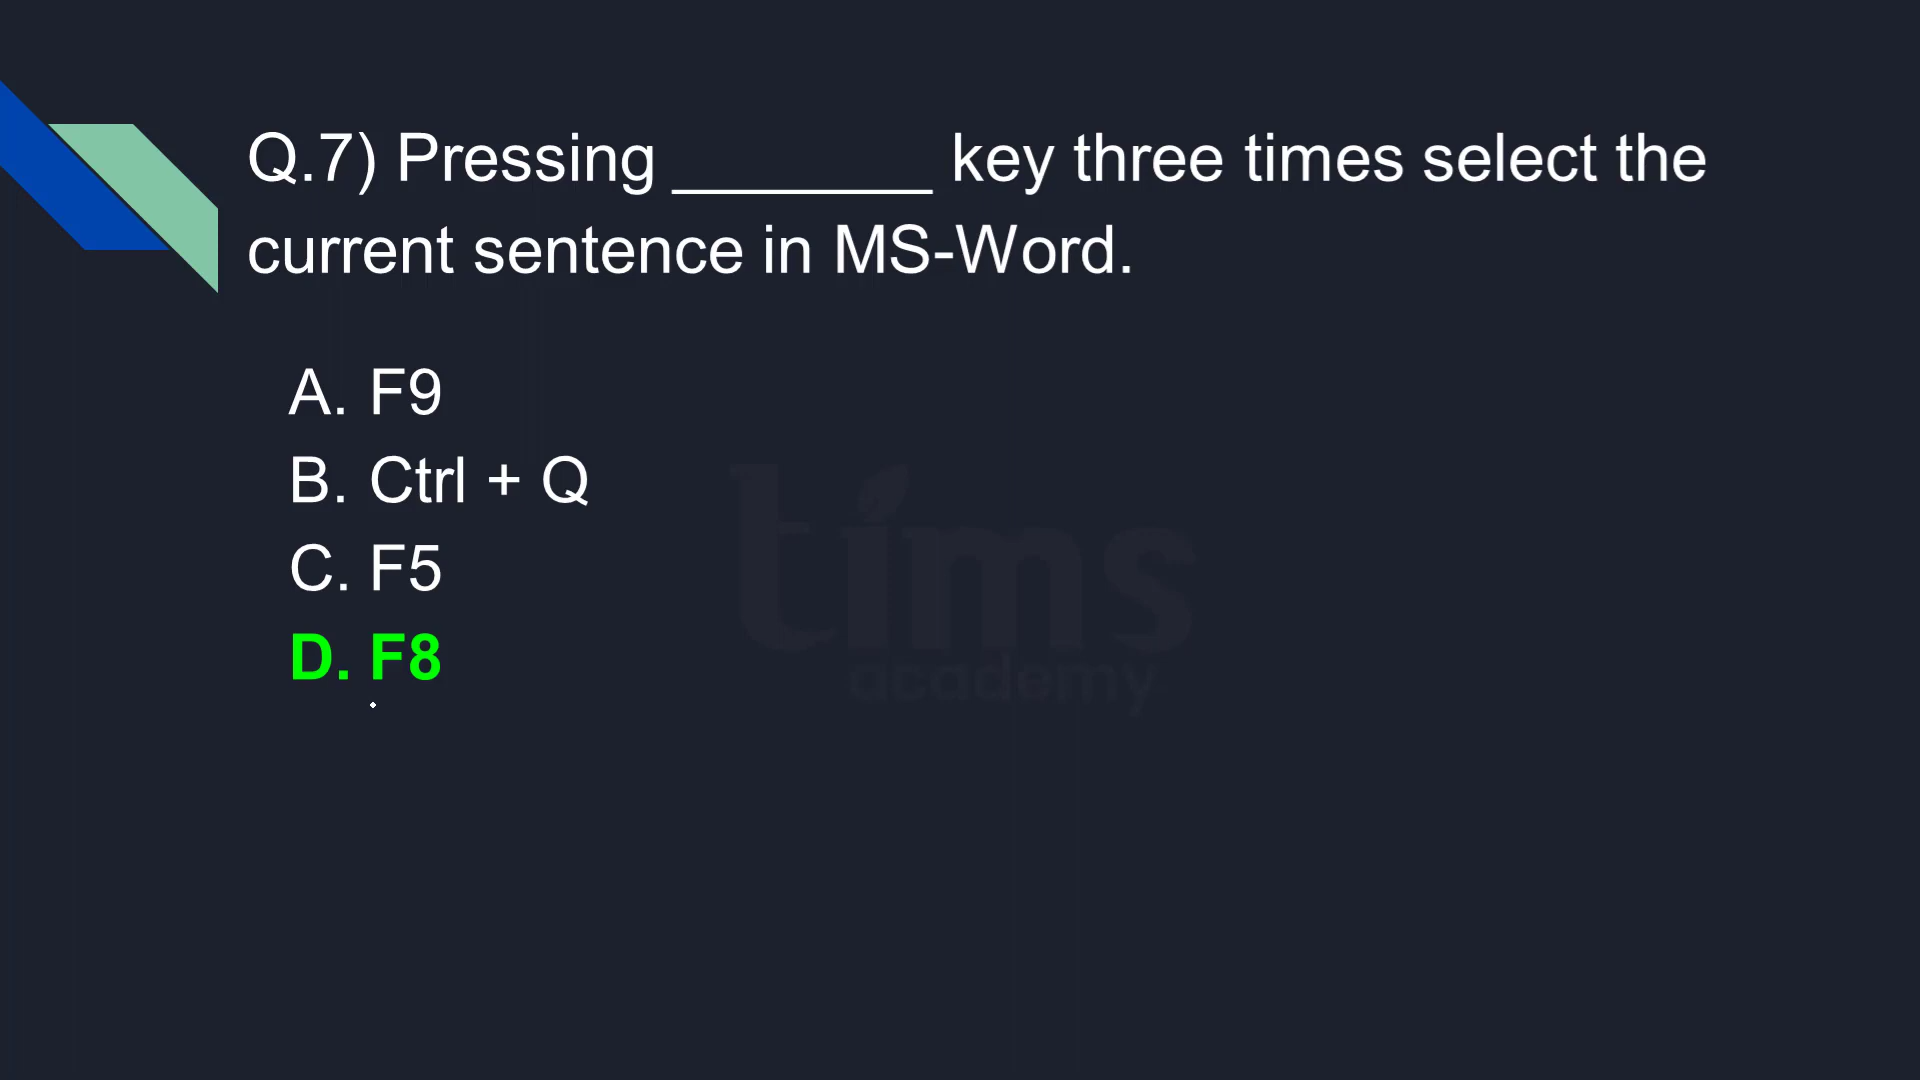 Q.7) Pressing ________ key three times select the
current sentence in MS-Word.
A. F9
B. Ctrl + Q
C. F5
D. F8
tims
academy